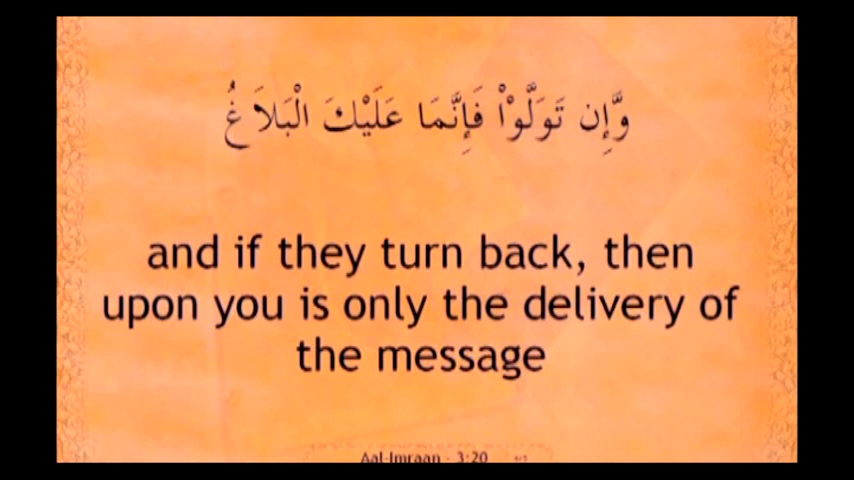 وَّإِن تَوَلَّوْاْ فَإِنَّمَا عَلَيْكَ الْبَلاَغُ
and if they turn back, then
upon you is only the delivery of
the message
Aal-Imraan - 3:20